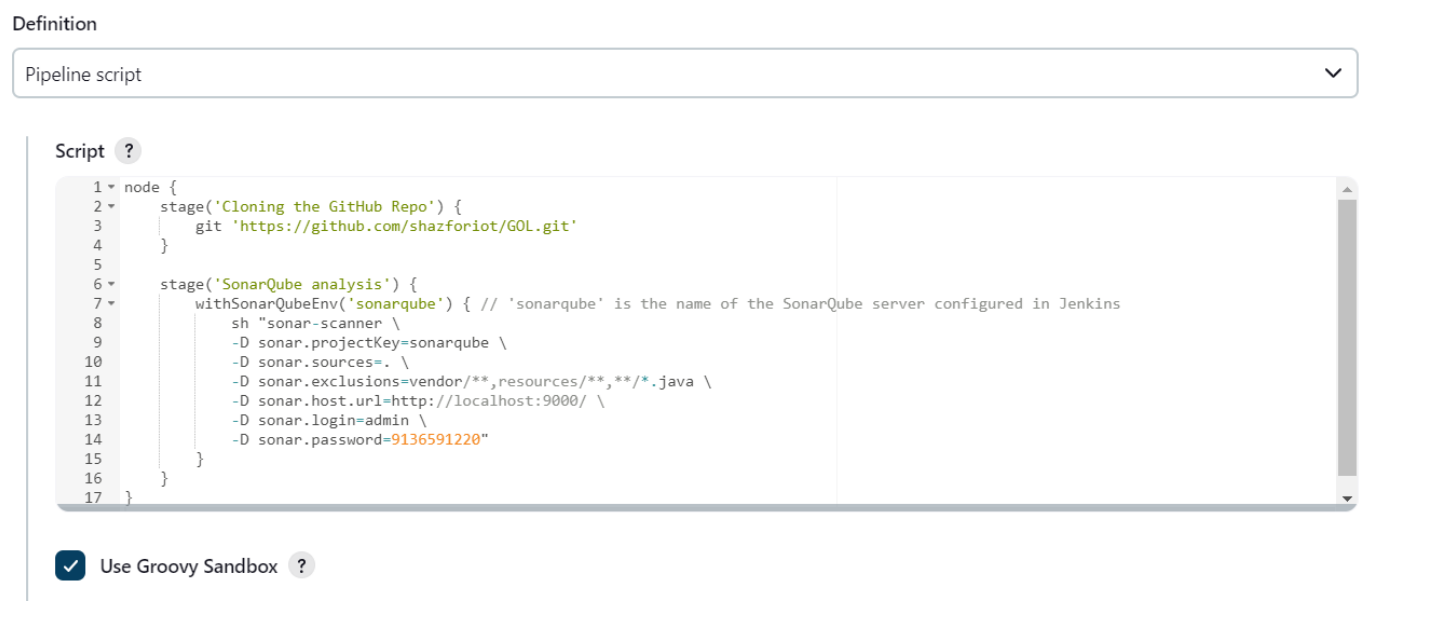 Definition
Pipeline script
Script ?
1 node {
2     stage('Cloning the GitHub Repo') {
3         git 'https://github.com/shazforiot/GOL.git'
4     }
5
6     stage('SonarQube analysis') {
7         withSonarQubeEnv('sonarqube') { // 'sonarqube' is the name of the SonarQube server configured in Jenkins
8             sh "sonar-scanner \
9             -D sonar.projectKey=sonarqube \
10             -D sonar.sources=. \
11             -D sonar.exclusions=vendor/**,resources/**,**/*.java \
12             -D sonar.host.url=http://localhost:9000/ \
13             -D sonar.login=admin \
14             -D sonar.password=9136591220"
15         }
16     }
17 }
Use Groovy Sandbox ?